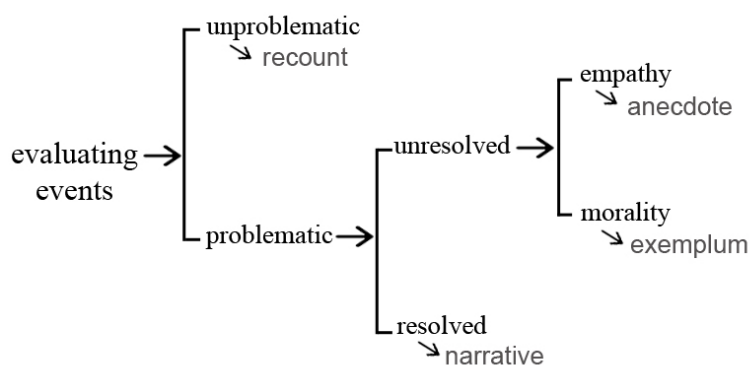 unproblematic
recount
empathy
anecdote
evaluating
events
unresolved
problematic
morality
exemplum
resolved
narrative